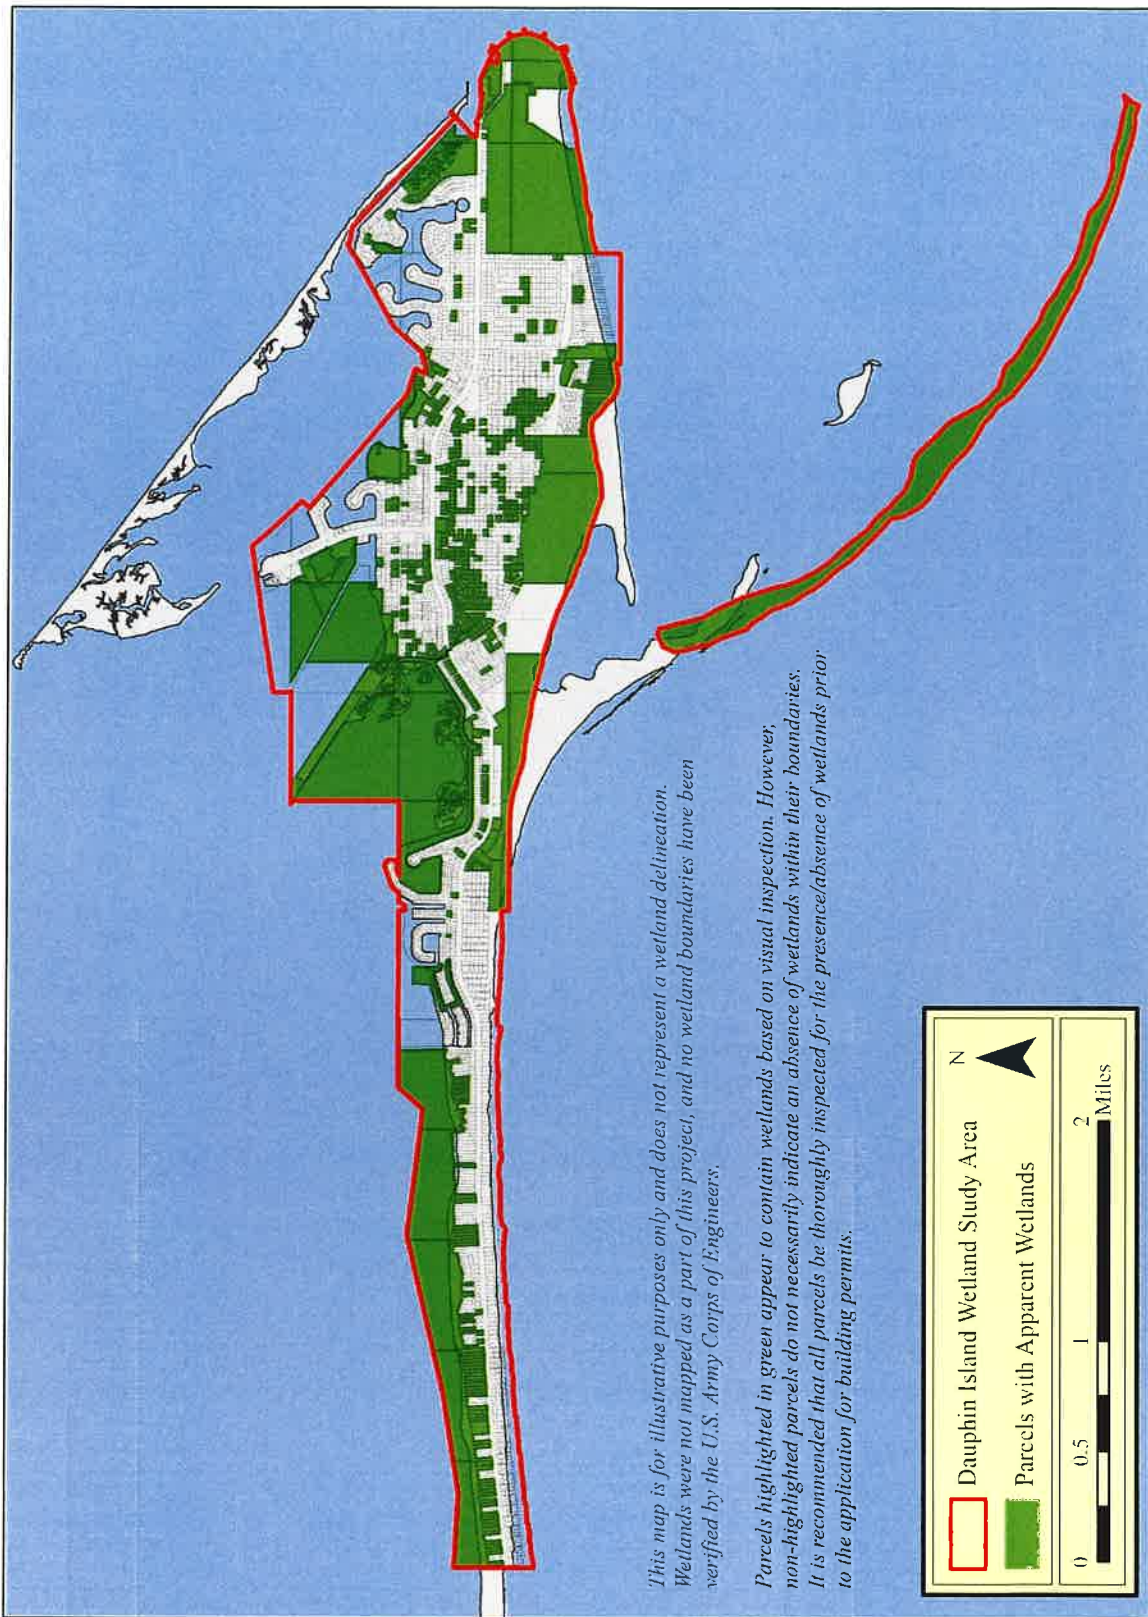 This map is for illustrative purposes only and does not represent a wetland delineation.
Wetlands were not mapped as a part of this project, and no wetland boundaries have been
verified by the U.S. Army Corps of Engineers.
Parcels highlighted in green appear to contain wetlands based on visual inspection. However,
non-highlighted parcels do not necessarily indicate an absence of wetlands within their boundaries.
It is recommended that all parcels be thoroughly inspected for the presence/absence of wetlands prior
to the application for building permits.
Dauphin Island Wetland Study Area
N
Parcels with Apparent Wetlands
0 0.5 1 2
Miles